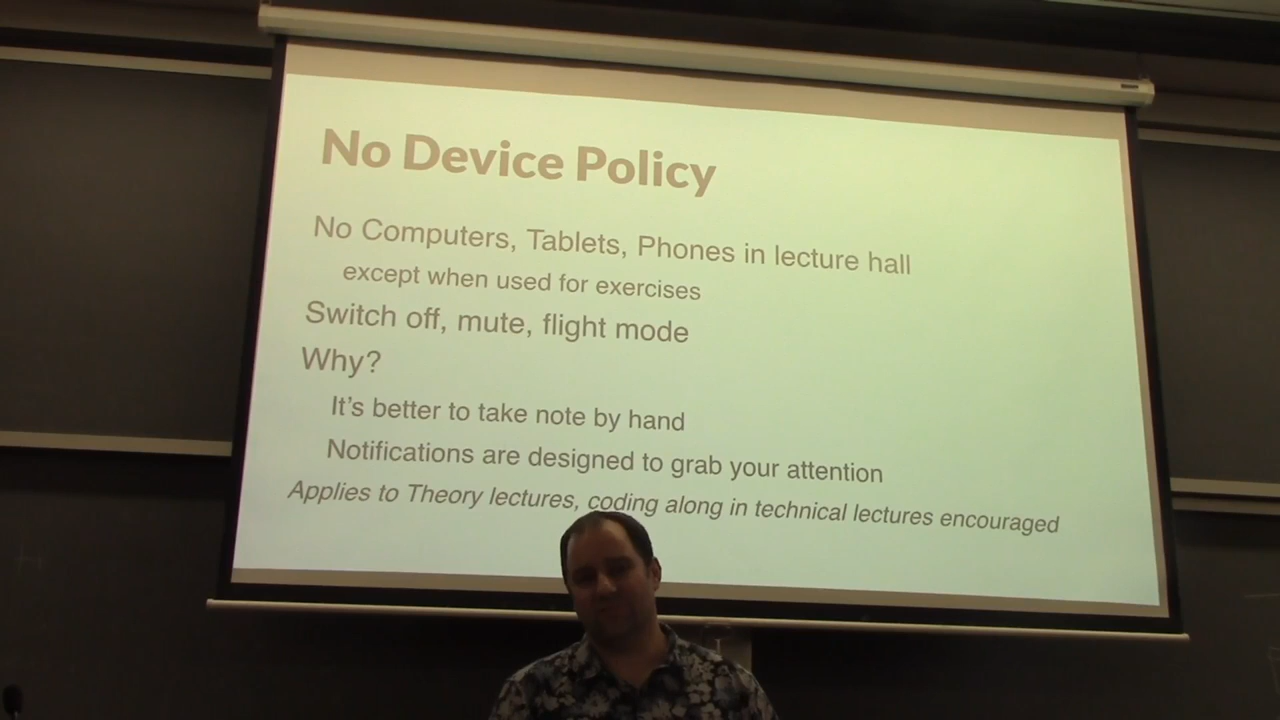 No Device Policy
No Computers, Tablets, Phones in lecture hall
except when used for exercises
Switch off, mute, flight mode
Why?
It's better to take note by hand
Notifications are designed to grab your attention
Applies to Theory lectures, coding along in technical lectures encouraged